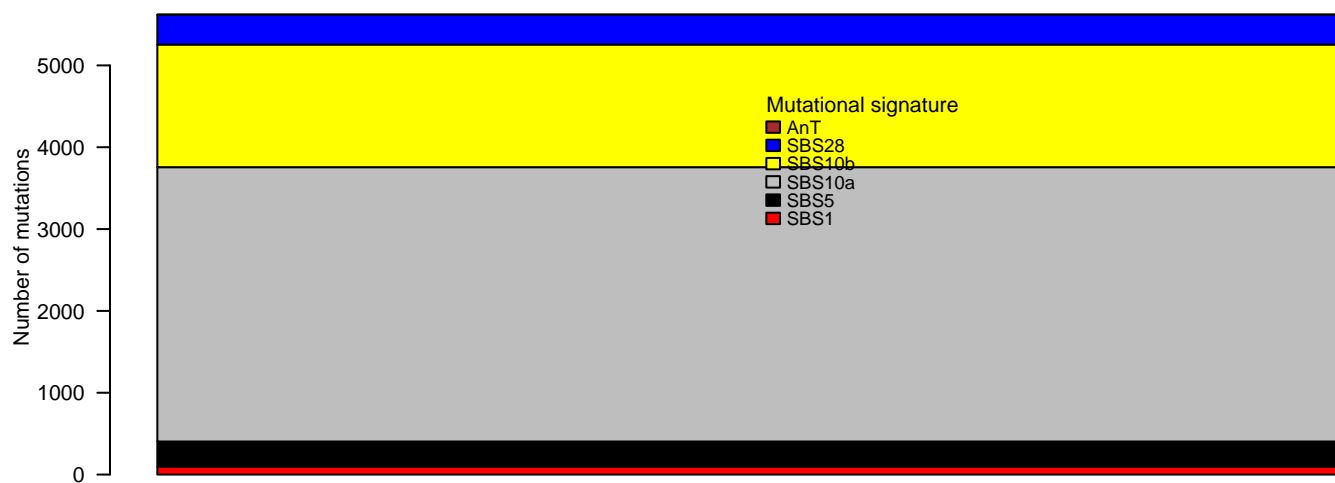 Number of mutations
5000
4000
3000
2000
1000
0
Mutational signature
AnT
SBS28
SBS10b
SBS10a
SBS5
SBS1